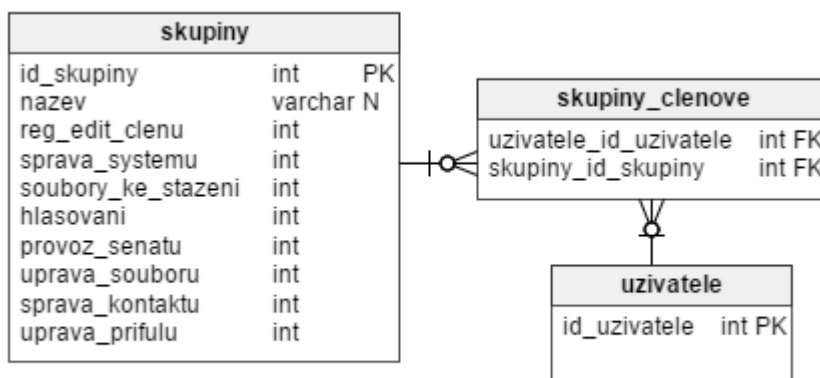 skupiny
id_skupiny int PK
nazev varchar N
reg_edit_clenu int
sprava_systemu int
soubory_ke_stazeni int
hlasovani int
provoz_senatu int
uprava_souboru int
sprava_kontaktu int
uprava_prifulu int
skupiny_clenove
uzivatele_id_uzivatele int FK
skupiny_id_skupiny int FK
uzivatele
id_uzivatele int PK